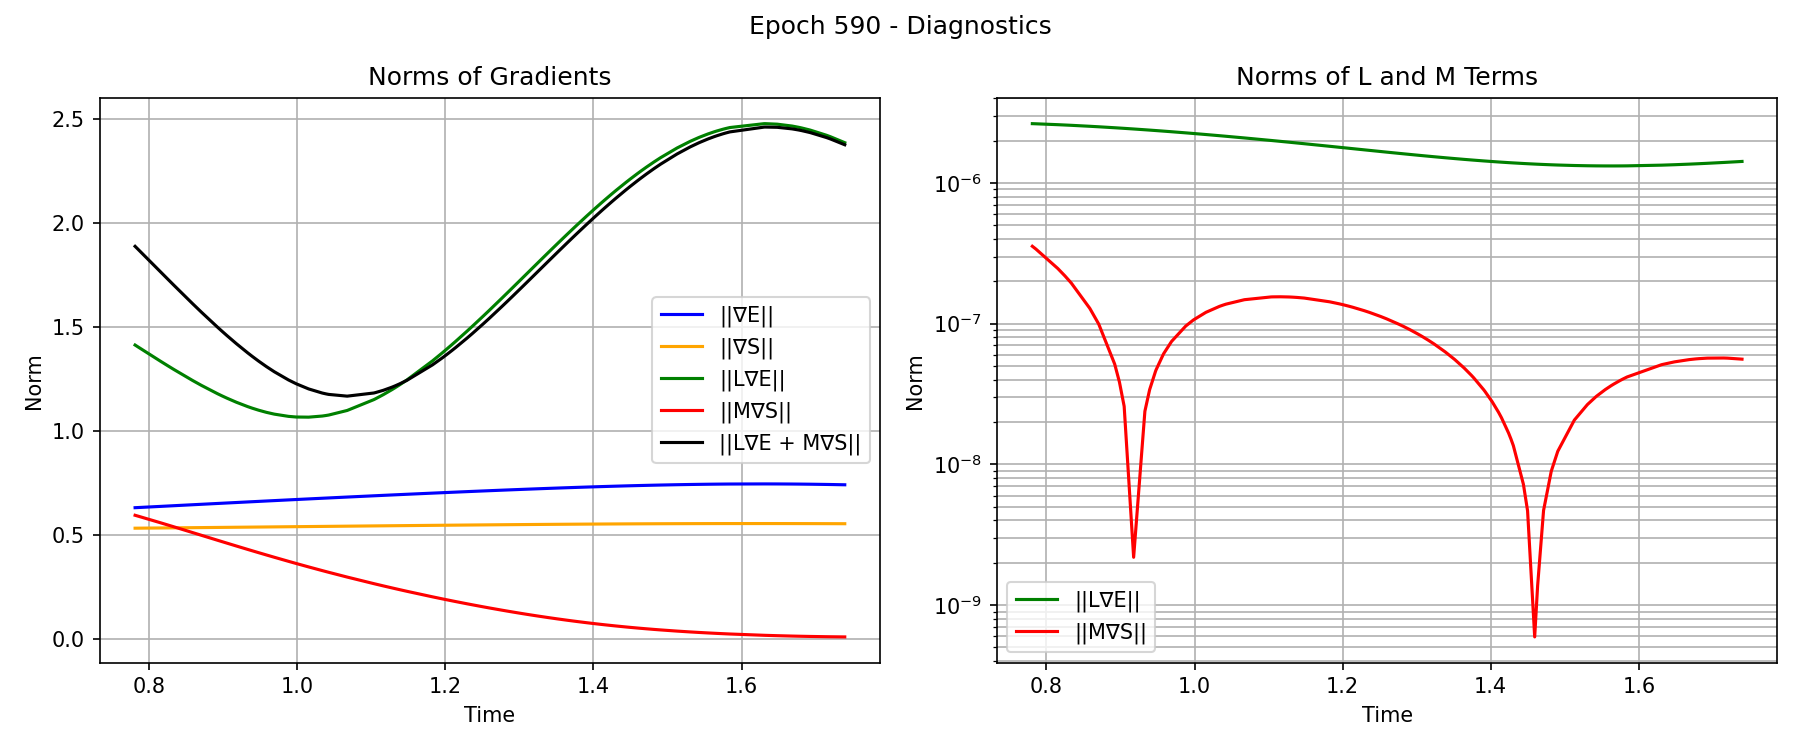 Epoch 590 - Diagnostics
Norms of Gradients
Norm
2.5
2.0
1.5
1.0
0.5
0.0
||∇E||
||∇S||
||L∇E||
||M∇S||
||L∇E + M∇S||
0.8
1.0
1.2
1.4
1.6
Time
Norms of L and M Terms
Norm
10⁻⁶
10⁻⁷
10⁻⁸
10⁻⁹
||L∇E||
||M∇S||
0.8
1.0
1.2
1.4
1.6
Time